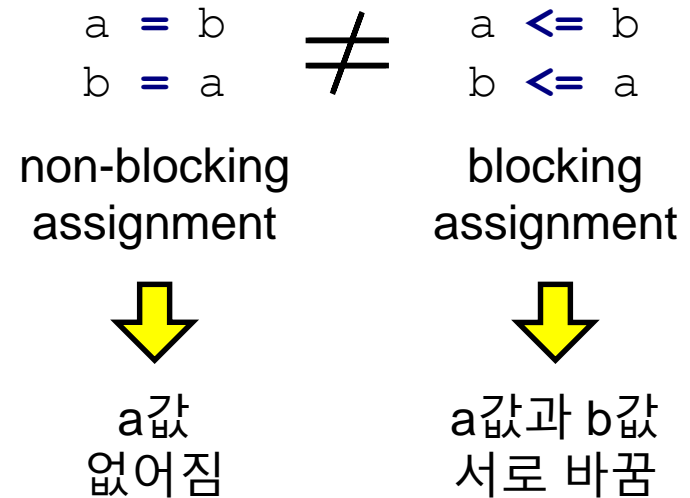 a = b
b = a
≠
a <= b
b <= a
non-blocking
assignment
blocking
assignment
a값
없어짐
a값과 b값
서로 바꿈